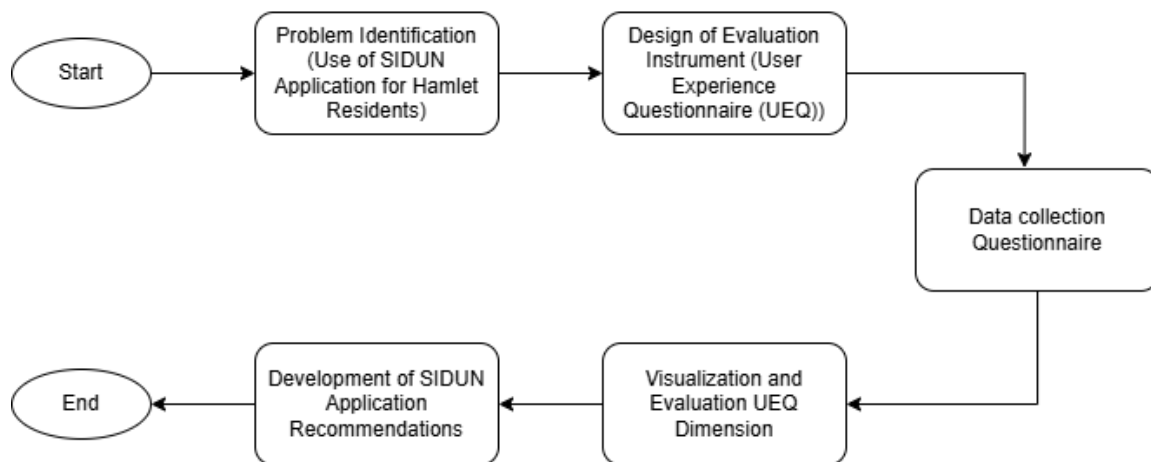 Start
Problem Identification
(Use of SIDUN
Application for Hamlet
Residents)
Design of Evaluation
Instrument (User
Experience
Questionnaire (UEQ))
Data collection
Questionnaire
Visualization and
Evaluation UEQ
Dimension
Development of SIDUN
Application
Recommendations
End